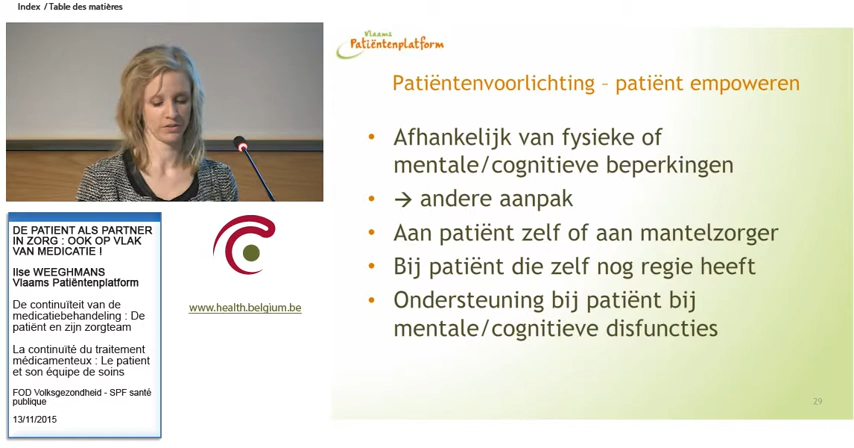 Index / Table des matières
Vlaams
Patiëntenplatform
Patiëntenvoorlichting – patiënt empoweren
• Afhankelijk van fysieke of
mentale/cognitieve beperkingen
• → andere aanpak
• Aan patiënt zelf of aan mantelzorger
• Bij patiënt die zelf nog regie heeft
• Ondersteuning bij patiënt bij
mentale/cognitieve disfuncties
29
DE PATIENT ALS PARTNER
IN ZORG : OOK OP VLAK
VAN MEDICATIE !
Ilse WEEGHMANS
Vlaams Patiëntenplatform
De continuïteit van de
medicatiebehandeling : De
patiënt en zijn zorgteam
La continuïté du traitement
médicamenteux : Le patient
et son équipe de soins
FOD Volksgezondheid - SPF santé
publique
13/11/2015
www.health.belgium.be